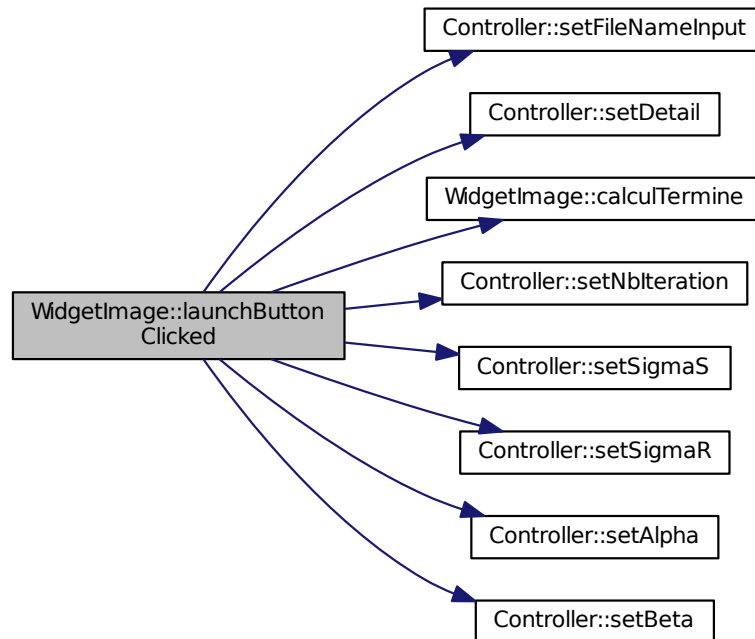 Controller::setFileNameInput
Controller::setDetail
WidgetImage::calculTermine
Controller::setNbIteration
WidgetImage::launchButton
Clicked
Controller::setSigmaS
Controller::setSigmaR
Controller::setAlpha
Controller::setBeta